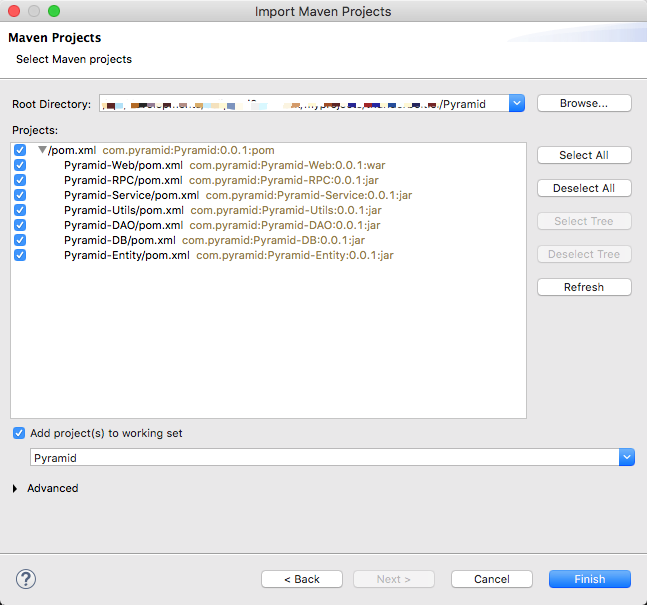 Import Maven Projects
Maven Projects
Select Maven projects
Root Directory: /Pyramid Browse...
Projects:
/pom.xml com.pyramid:Pyramid:0.0.1:pom
Pyramid-Web/pom.xml com.pyramid:Pyramid-Web:0.0.1:war
Pyramid-RPC/pom.xml com.pyramid:Pyramid-RPC:0.0.1:jar
Pyramid-Service/pom.xml com.pyramid:Pyramid-Service:0.0.1:jar
Pyramid-Utils/pom.xml com.pyramid:Pyramid-Utils:0.0.1:jar
Pyramid-DAO/pom.xml com.pyramid:Pyramid-DAO:0.0.1:jar
Pyramid-DB/pom.xml com.pyramid:Pyramid-DB:0.0.1:jar
Pyramid-Entity/pom.xml com.pyramid:Pyramid-Entity:0.0.1:jar
Select All
Deselect All
Select Tree
Deselect Tree
Refresh
Add project(s) to working set
Pyramid
Advanced
? < Back Next > Cancel Finish